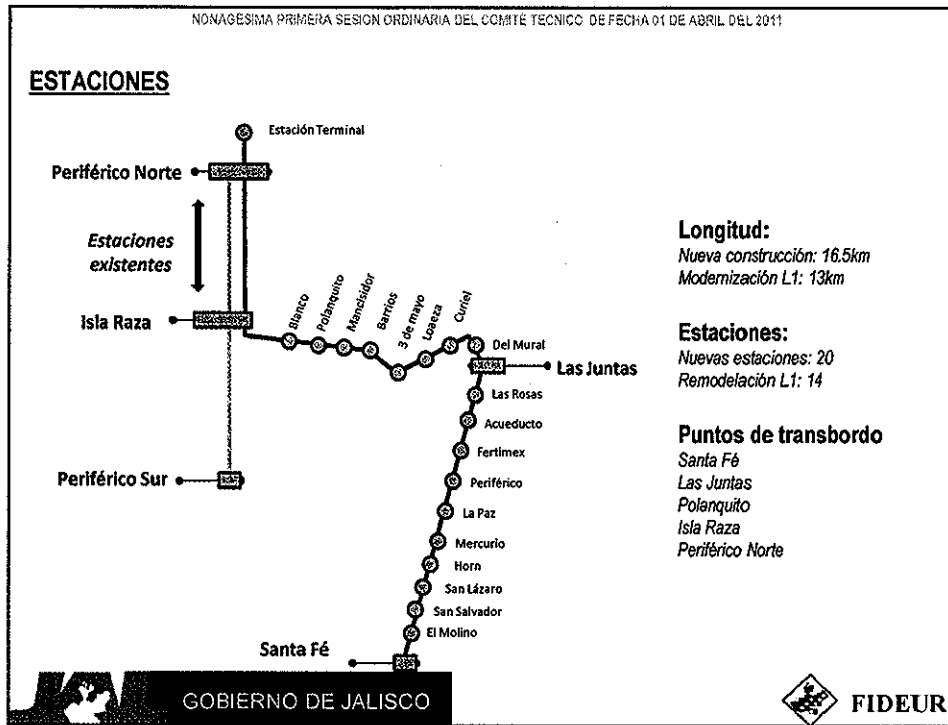 NONAGÉSIMA PRIMERA SESION ORDINARIA DEL COMITÉ TECNICO DE FECHA 01 DE ABRIL DEL 2011
ESTACIONES
Estación Terminal
Periférico Norte
Estaciones
existentes
Isla Raza
Periférico Sur
Blanco
Polanquito
Mancisidor
Barrios
3 de mayo
Loaeza
Curiel
Del Mural
Las Juntas
Las Rosas
Acueducto
Fertimex
Periférico
La Paz
Mercurio
Horn
San Lázaro
San Salvador
El Molino
Santa Fé
Longitud:
Nueva construcción: 16.5km
Modernización L1: 13km
Estaciones:
Nuevas estaciones: 20
Remodelación L1: 14
Puntos de transbordo
Santa Fé
Las Juntas
Polanquito
Isla Raza
Periférico Norte
GOBIERNO DE JALISCO
FIDEUR